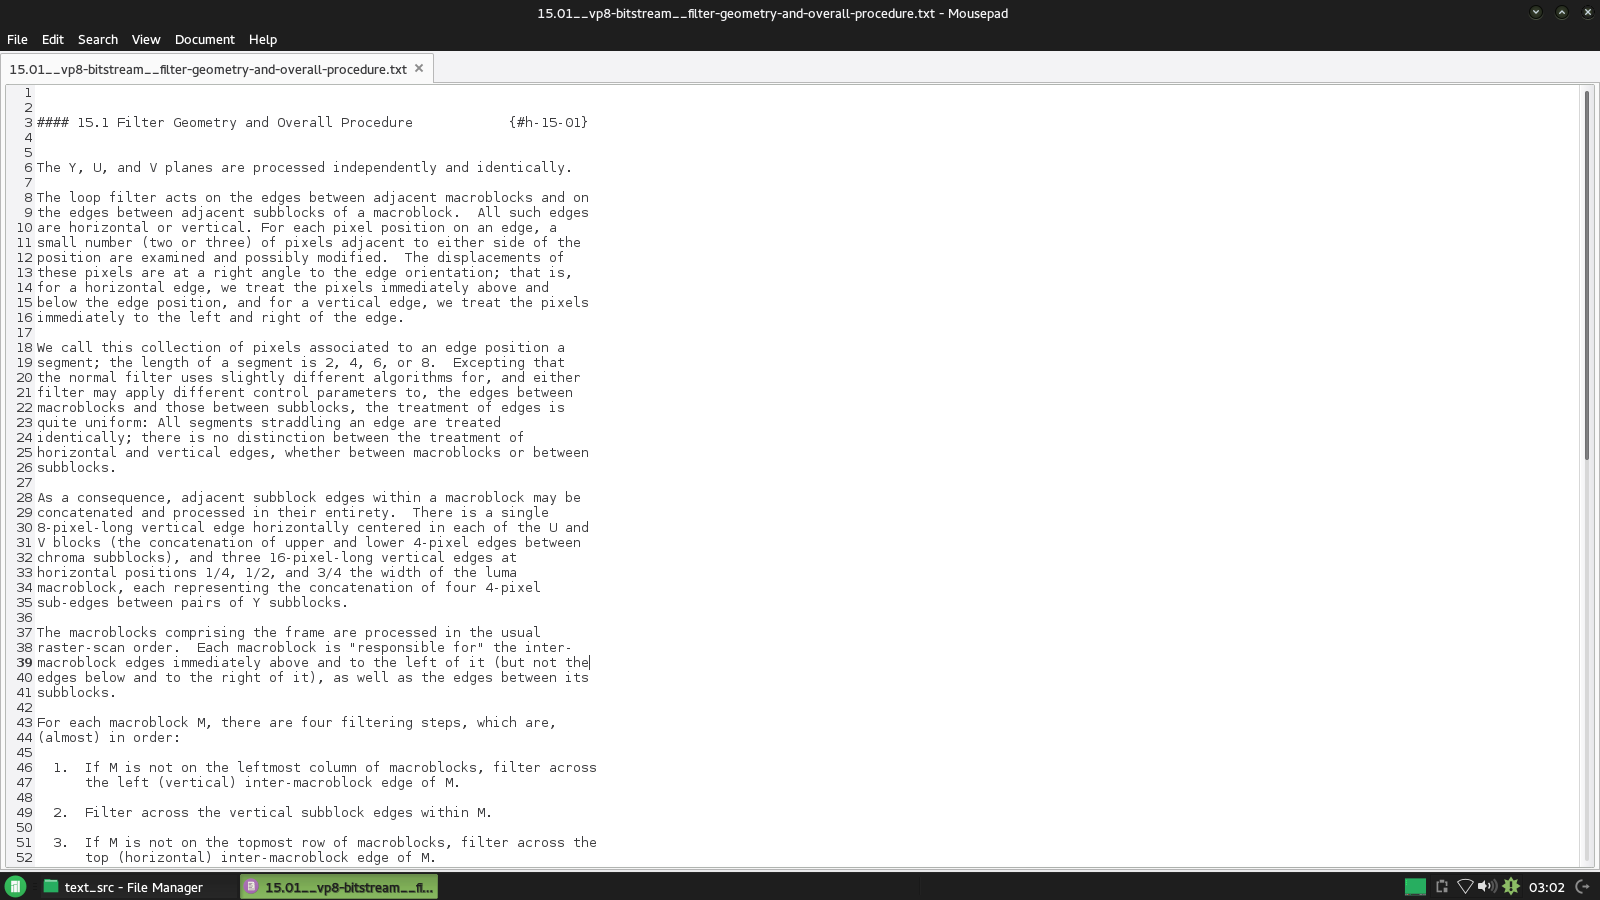 15.01__vp8-bitstream__filter-geometry-and-overall-procedure.txt - Mousepad
File Edit Search View Document Help
15.01__vp8-bitstream__filter-geometry-and-overall-procedure.txt
1
2
3 #### 15.1 Filter Geometry and Overall Procedure            {#h-15-01}
4
5
6 The Y, U, and V planes are processed independently and identically.
7
8 The loop filter acts on the edges between adjacent macroblocks and on
9 the edges between adjacent subblocks of a macroblock.  All such edges
10 are horizontal or vertical. For each pixel position on an edge, a
11 small number (two or three) of pixels adjacent to either side of the
12 position are examined and possibly modified.  The displacements of
13 these pixels are at a right angle to the edge orientation; that is,
14 for a horizontal edge, we treat the pixels immediately above and
15 below the edge position, and for a vertical edge, we treat the pixels
16 immediately to the left and right of the edge.
17
18 We call this collection of pixels associated to an edge position a
19 segment; the length of a segment is 2, 4, 6, or 8.  Excepting that
20 the normal filter uses slightly different algorithms for, and either
21 filter may apply different control parameters to, the edges between
22 macroblocks and those between subblocks, the treatment of edges is
23 quite uniform: All segments straddling an edge are treated
24 identically; there is no distinction between the treatment of
25 horizontal and vertical edges, whether between macroblocks or between
26 subblocks.
27
28 As a consequence, adjacent subblock edges within a macroblock may be
29 concatenated and processed in their entirety.  There is a single
30 8-pixel-long vertical edge horizontally centered in each of the U and
31 V blocks (the concatenation of upper and lower 4-pixel edges between
32 chroma subblocks), and three 16-pixel-long vertical edges at
33 horizontal positions 1/4, 1/2, and 3/4 the width of the luma
34 macroblock, each representing the concatenation of four 4-pixel
35 sub-edges between pairs of Y subblocks.
36
37 The macroblocks comprising the frame are processed in the usual
38 raster-scan order.  Each macroblock is "responsible for" the inter-
39 macroblock edges immediately above and to the left of it (but not the
40 edges below and to the right of it), as well as the edges between its
41 subblocks.
42
43 For each macroblock M, there are four filtering steps, which are,
44 (almost) in order:
45
46   1.  If M is not on the leftmost column of macroblocks, filter across
47       the left (vertical) inter-macroblock edge of M.
48
49   2.  Filter across the vertical subblock edges within M.
50
51   3.  If M is not on the topmost row of macroblocks, filter across the
52       top (horizontal) inter-macroblock edge of M.
text_src - File Manager
15.01__vp8-bitstream__fi...
03:02